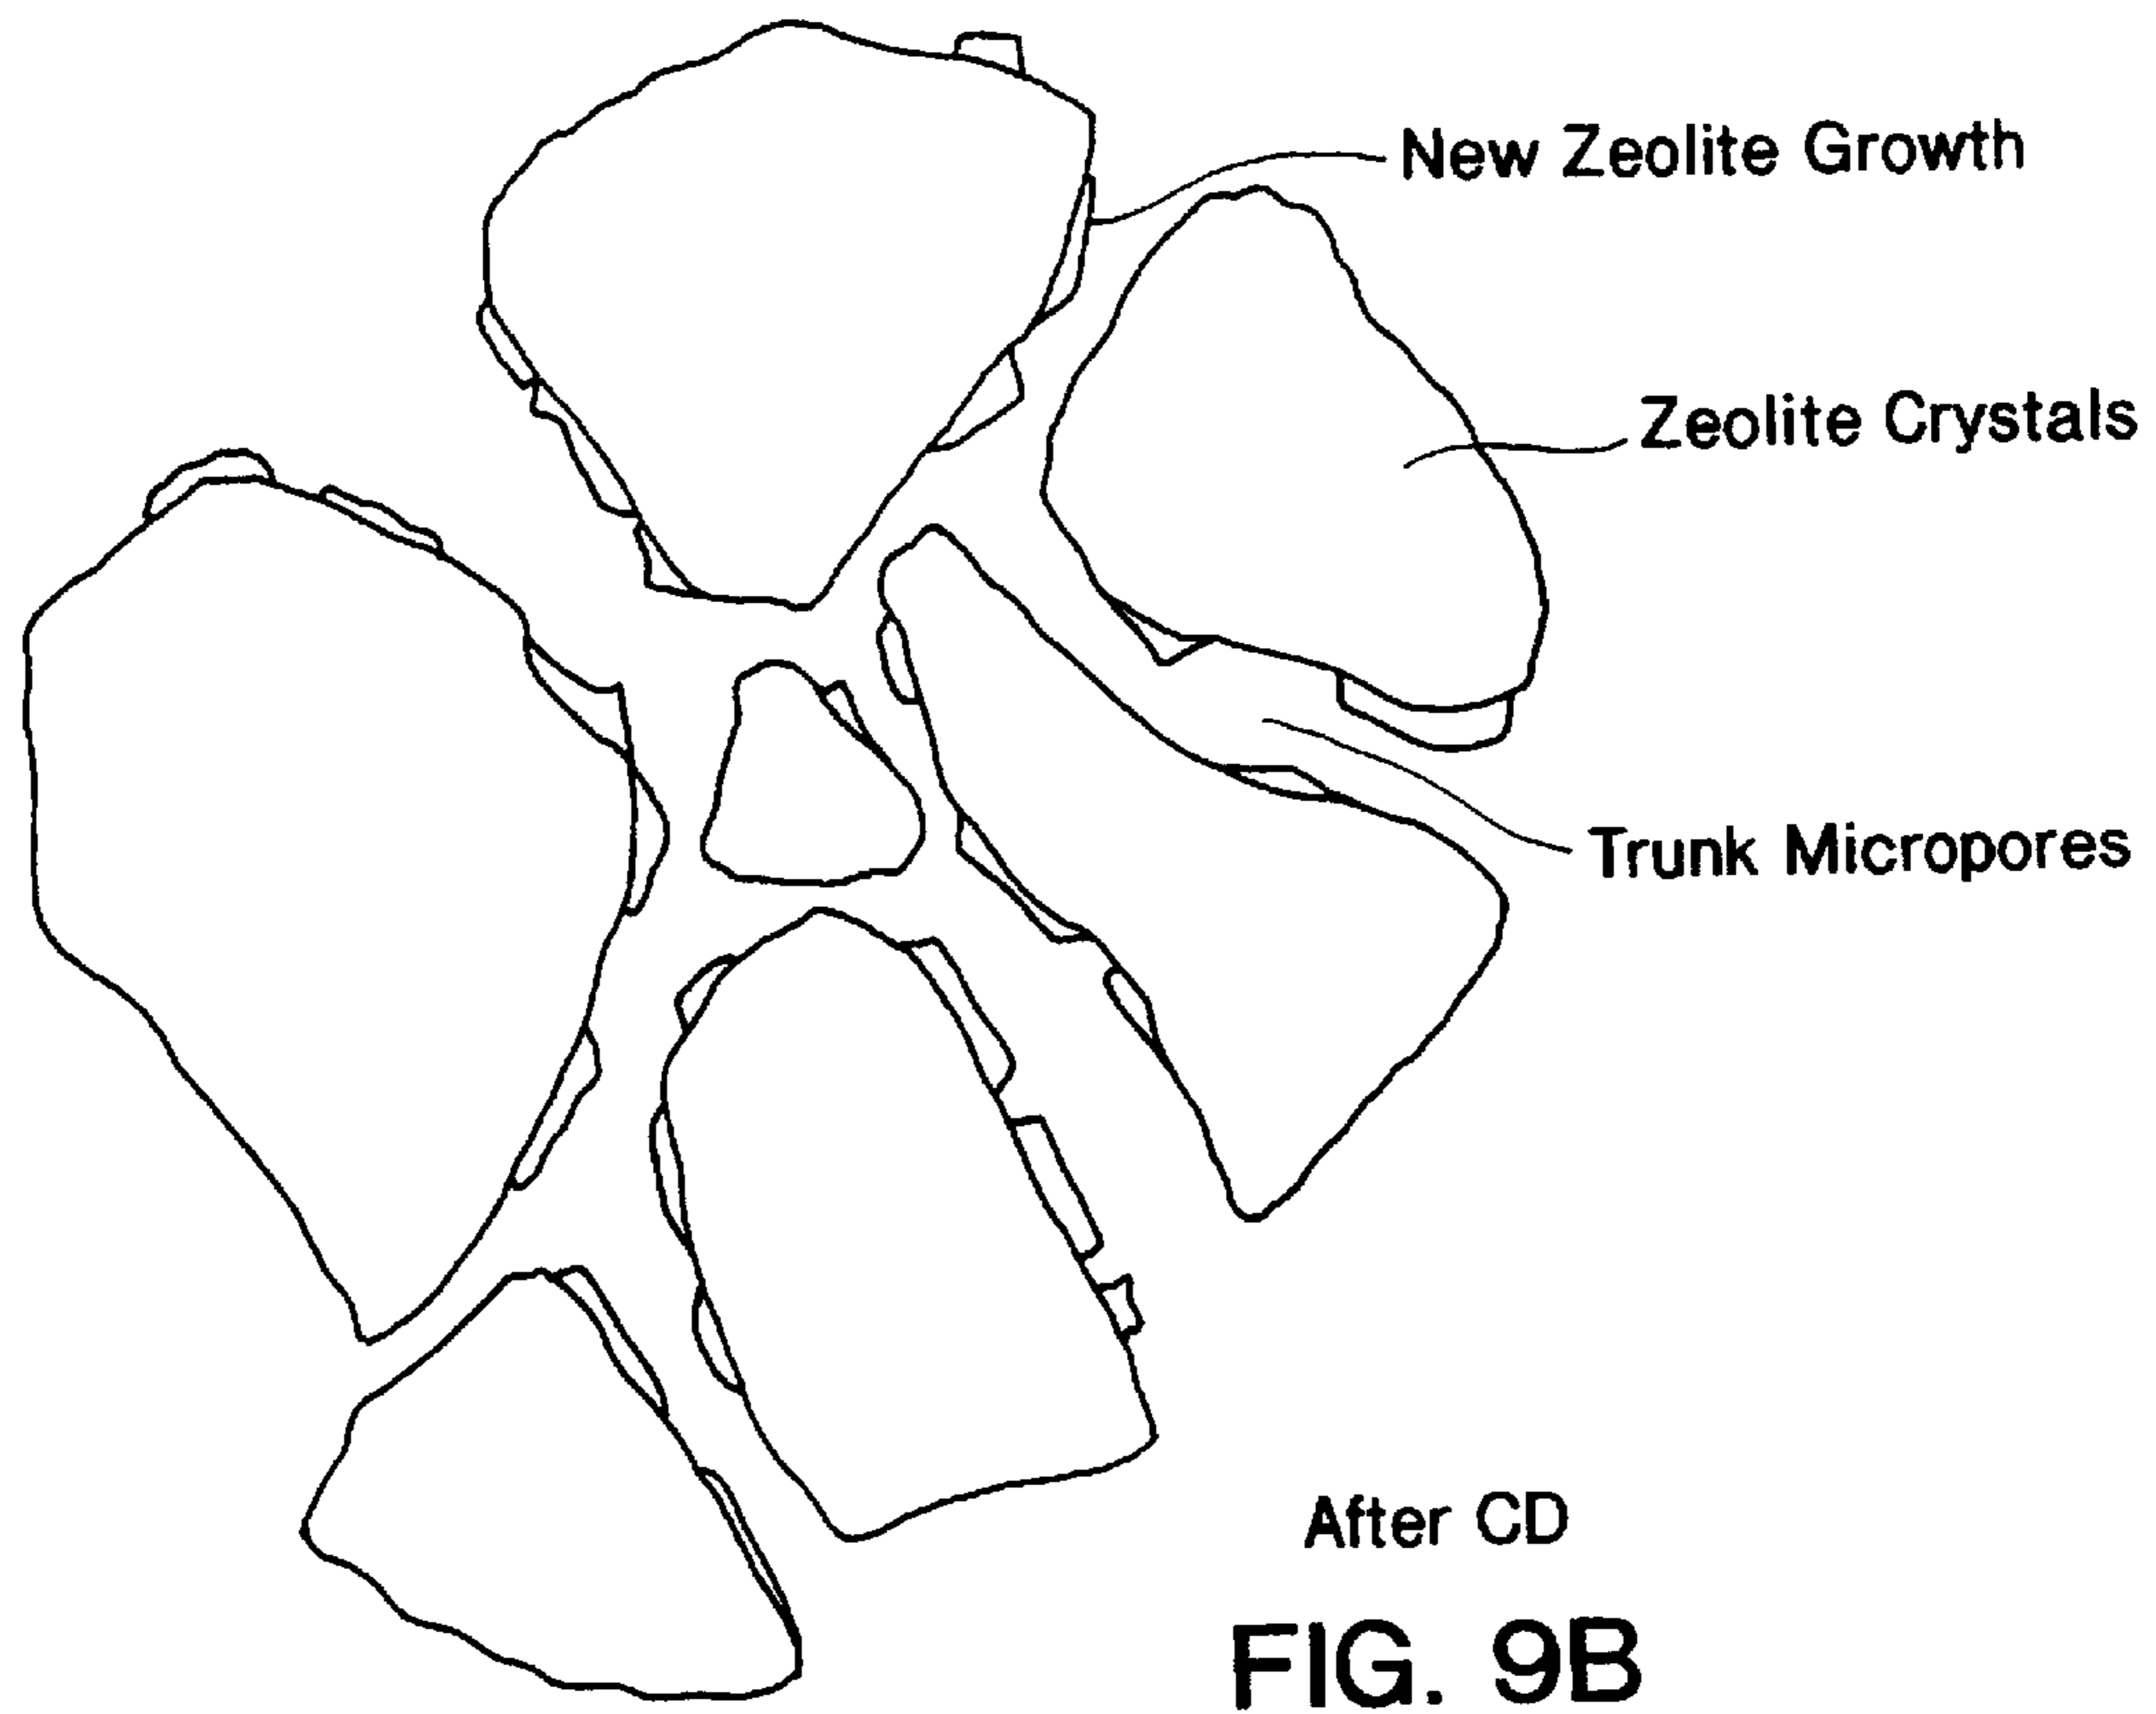 New Zeolite Growth
Zeolite Crystals
Trunk Micropores
After CD
FIG. 9B